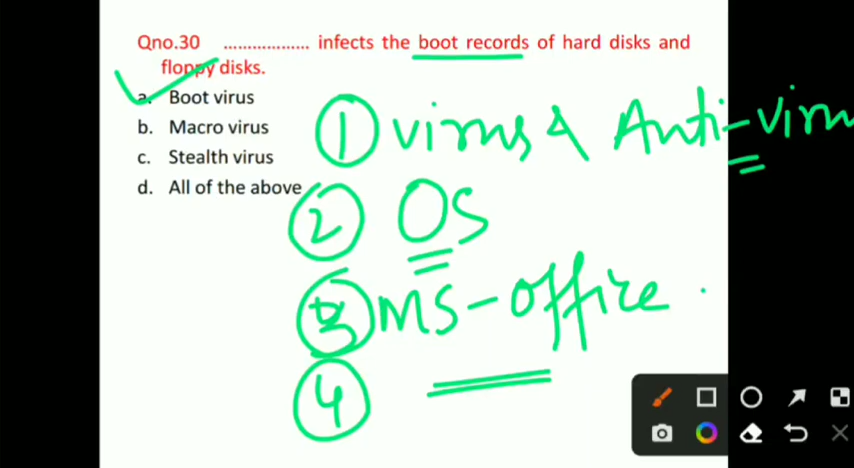 Qno.30 .................. infects the boot records of hard disks and
floppy disks.
a. Boot virus
b. Macro virus
c. Stealth virus
d. All of the above
1 virus & Anti-viru
2 OS
3 MS-office.
4